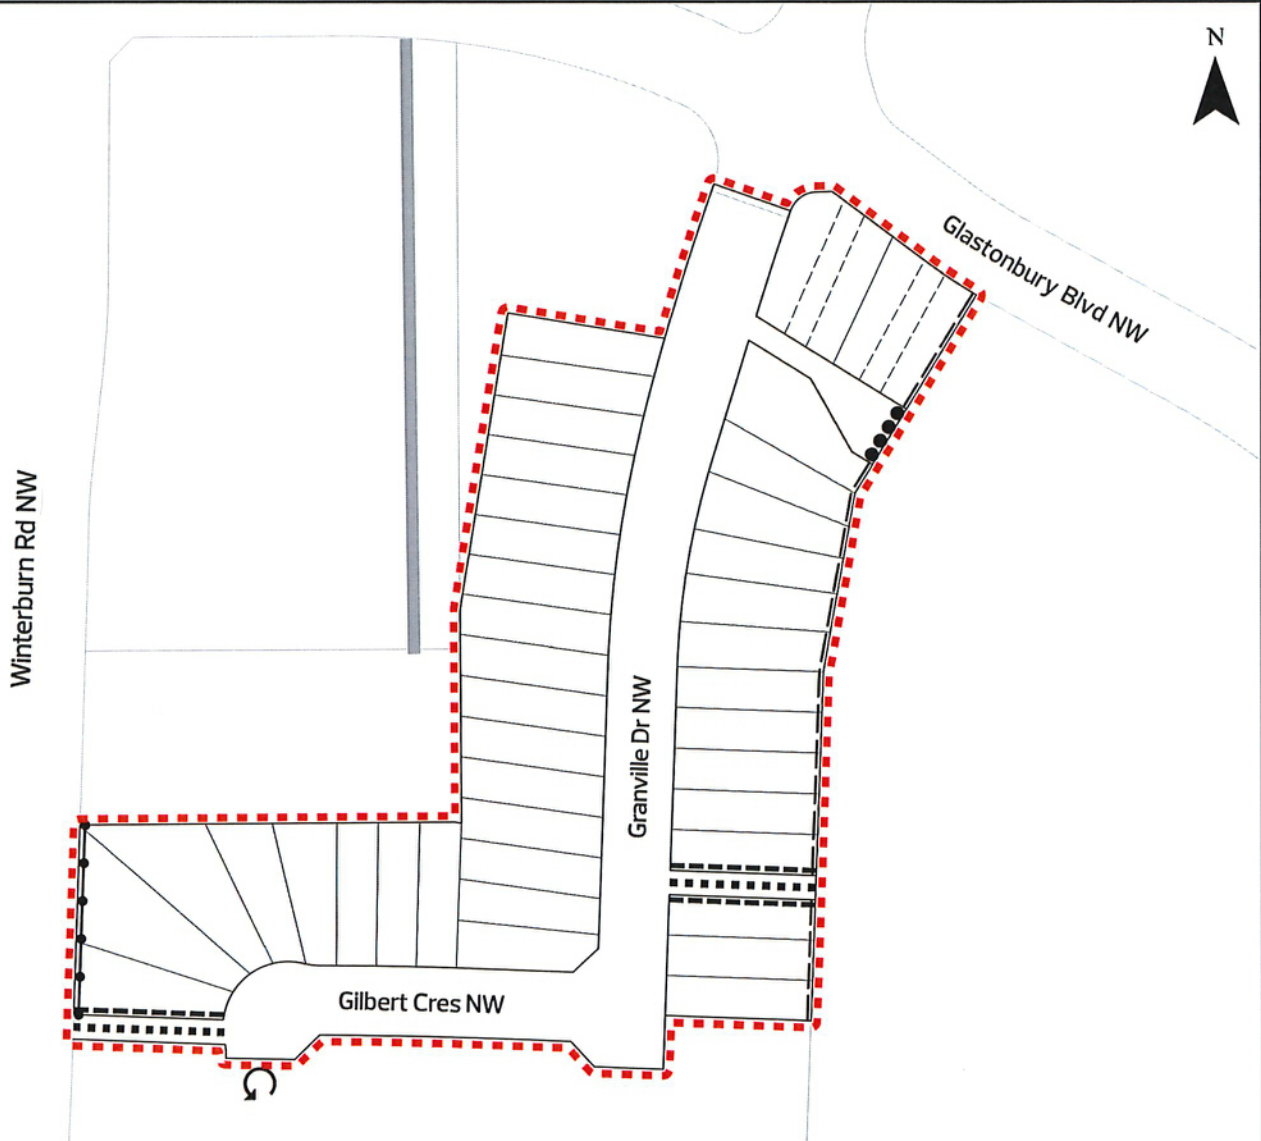 N
Glastonbury Blvd NW
Winterburn Rd NW
Granville Dr NW
Gilbert Cres NW